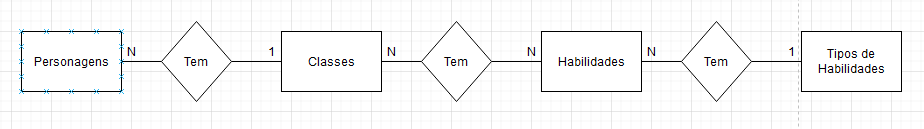 Personagens
N
Tem
1
Classes
N
Tem
N
Habilidades
N
Tem
1
Tipos de
Habilidades